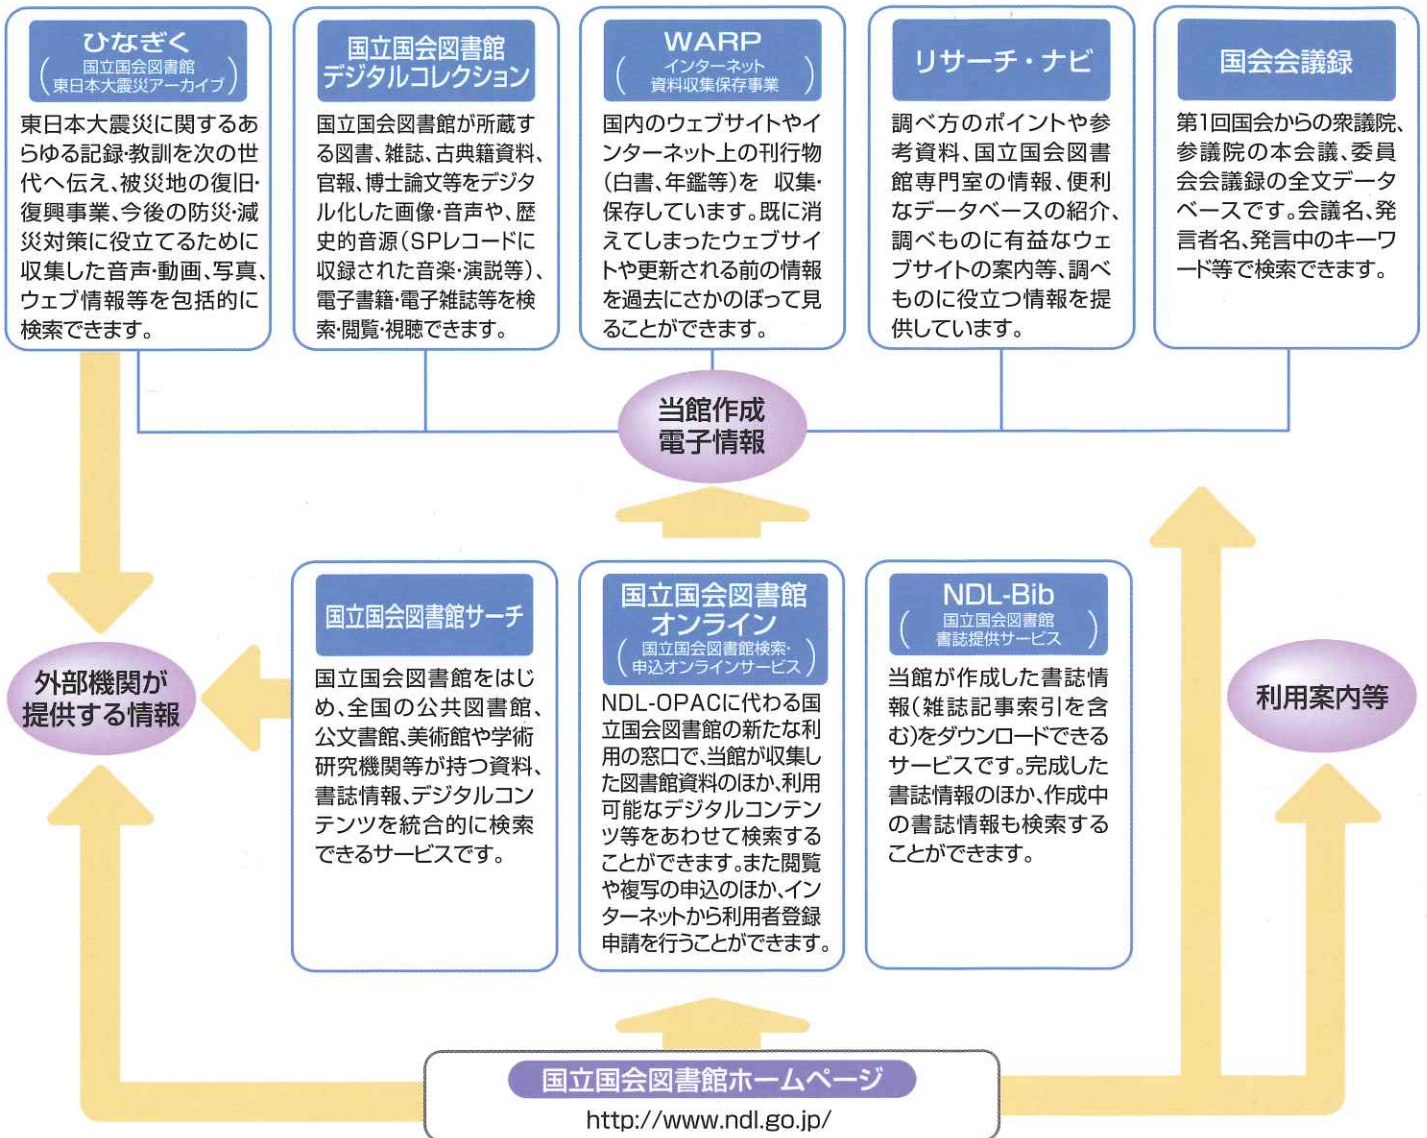 ひなぎく
(国立国会図書館
東日本大震災アーカイブ)
東日本大震災に関するあ
らゆる記録・教訓を次の世
代へ伝え、被災地の復旧・
復興事業、今後の防災・減
災対策に役立てるために
収集した音声・動画、写真、
ウェブ情報等を包括的に
検索できます。
国立国会図書館
デジタルコレクション
国立国会図書館が所蔵す
る図書、雑誌、古典籍資料、
官報、博士論文等をデジタ
ル化した画像・音声や、歴
史的音源(SPレコードに
収録された音楽・演説等)、
電子書籍・電子雑誌等を検
索・閲覧・視聴できます。
WARP
(インターネット
資料収集保存事業)
国内のウェブサイトやイ
ンターネット上の刊行物
(白書、年鑑等)を 収集・
保存しています。既に消
えてしまったウェブサイ
トや更新される前の情報
を過去にさかのぼって見
ることができます。
リサーチ・ナビ
調べ方のポイントや参
考資料、国立国会図書
館専門室の情報、便利
なデータベースの紹介、
調べものに有益なウェ
ブサイトの案内等、調べ
ものに役立つ情報を提
供しています。
国会会議録
第1回国会からの衆議院、
参議院の本会議、委員
会会議録の全文データ
ベースです。会議名、発
言者名、発言中のキーワ
ード等で検索できます。
当館作成
電子情報
外部機関が
提供する情報
国立国会図書館サーチ
国立国会図書館をはじ
め、全国の公共図書館、
公文書館、美術館や学術
研究機関等が持つ資料、
書誌情報、デジタルコン
テンツを統合的に検索
できるサービスです。
国立国会図書館
オンライン
(国立国会図書館検索・
申込オンラインサービス)
NDL-OPACに代わる国
立国会図書館の新たな利
用の窓口で、当館が収集し
た図書館資料のほか、利用
可能なデジタルコンテン
ツ等をあわせて検索する
ことができます。また閲覧
や複写の申込のほか、イン
ターネットから利用者登録
申請を行うことができます。
NDL-Bib
(国立国会図書館
書誌提供サービス)
当館が作成した書誌情
報(雑誌記事索引を含
む)をダウンロードできる
サービスです。完成した
書誌情報のほか、作成中
の書誌情報も検索する
ことができます。
利用案内等
国立国会図書館ホームページ
http://www.ndl.go.jp/